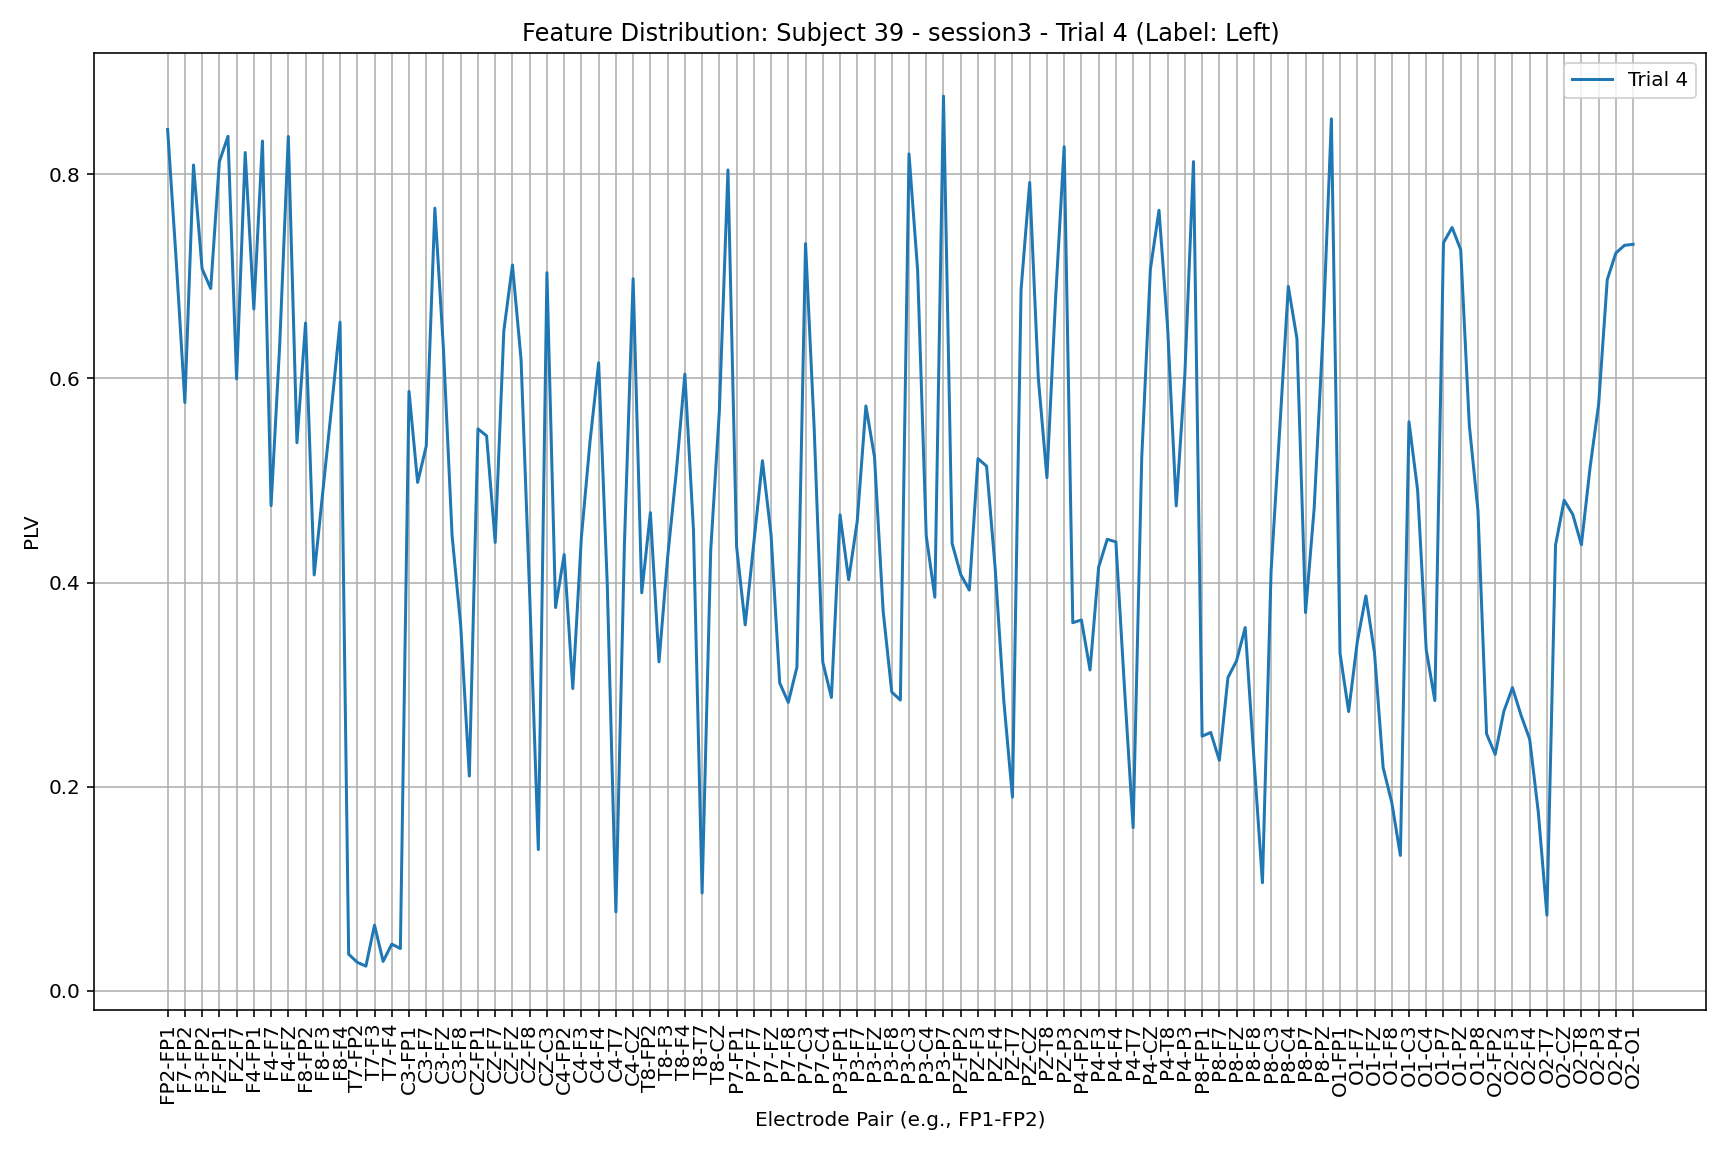 Feature Distribution: Subject 39 - session3 - Trial 4 (Label: Left)
Trial 4
PLV
0.8
0.6
0.4
0.2
0.0
FP2-FP1
F7-FP2
F3-FP2
FZ-FP1
FZ-F7
F4-FP1
F4-F7
F4-FZ
F8-FP2
F8-F3
F8-F4
T7-FP2
T7-F3
T7-F4
C3-FP1
C3-F7
C3-FZ
C3-F8
CZ-FP1
CZ-F7
CZ-FZ
CZ-F8
CZ-C3
C4-FP2
C4-F3
C4-F4
C4-T7
C4-CZ
T8-FP2
T8-F3
T8-F4
T8-T7
T8-CZ
P7-FP1
P7-F7
P7-FZ
P7-F8
P7-C3
P7-C4
P3-FP1
P3-F7
P3-FZ
P3-F8
P3-C3
P3-C4
P3-P7
PZ-FP2
PZ-F3
PZ-F4
PZ-T7
PZ-CZ
PZ-T8
PZ-P3
P4-FP2
P4-F3
P4-F4
P4-T7
P4-CZ
P4-T8
P4-P3
P8-FP1
P8-F7
P8-FZ
P8-F8
P8-C3
P8-C4
P8-P7
P8-PZ
O1-FP1
O1-F7
O1-FZ
O1-F8
O1-C3
O1-C4
O1-P7
O1-PZ
O1-P8
O2-FP2
O2-F3
O2-F4
O2-T7
O2-CZ
O2-T8
O2-P3
O2-P4
O2-O1
Electrode Pair (e.g., FP1-FP2)